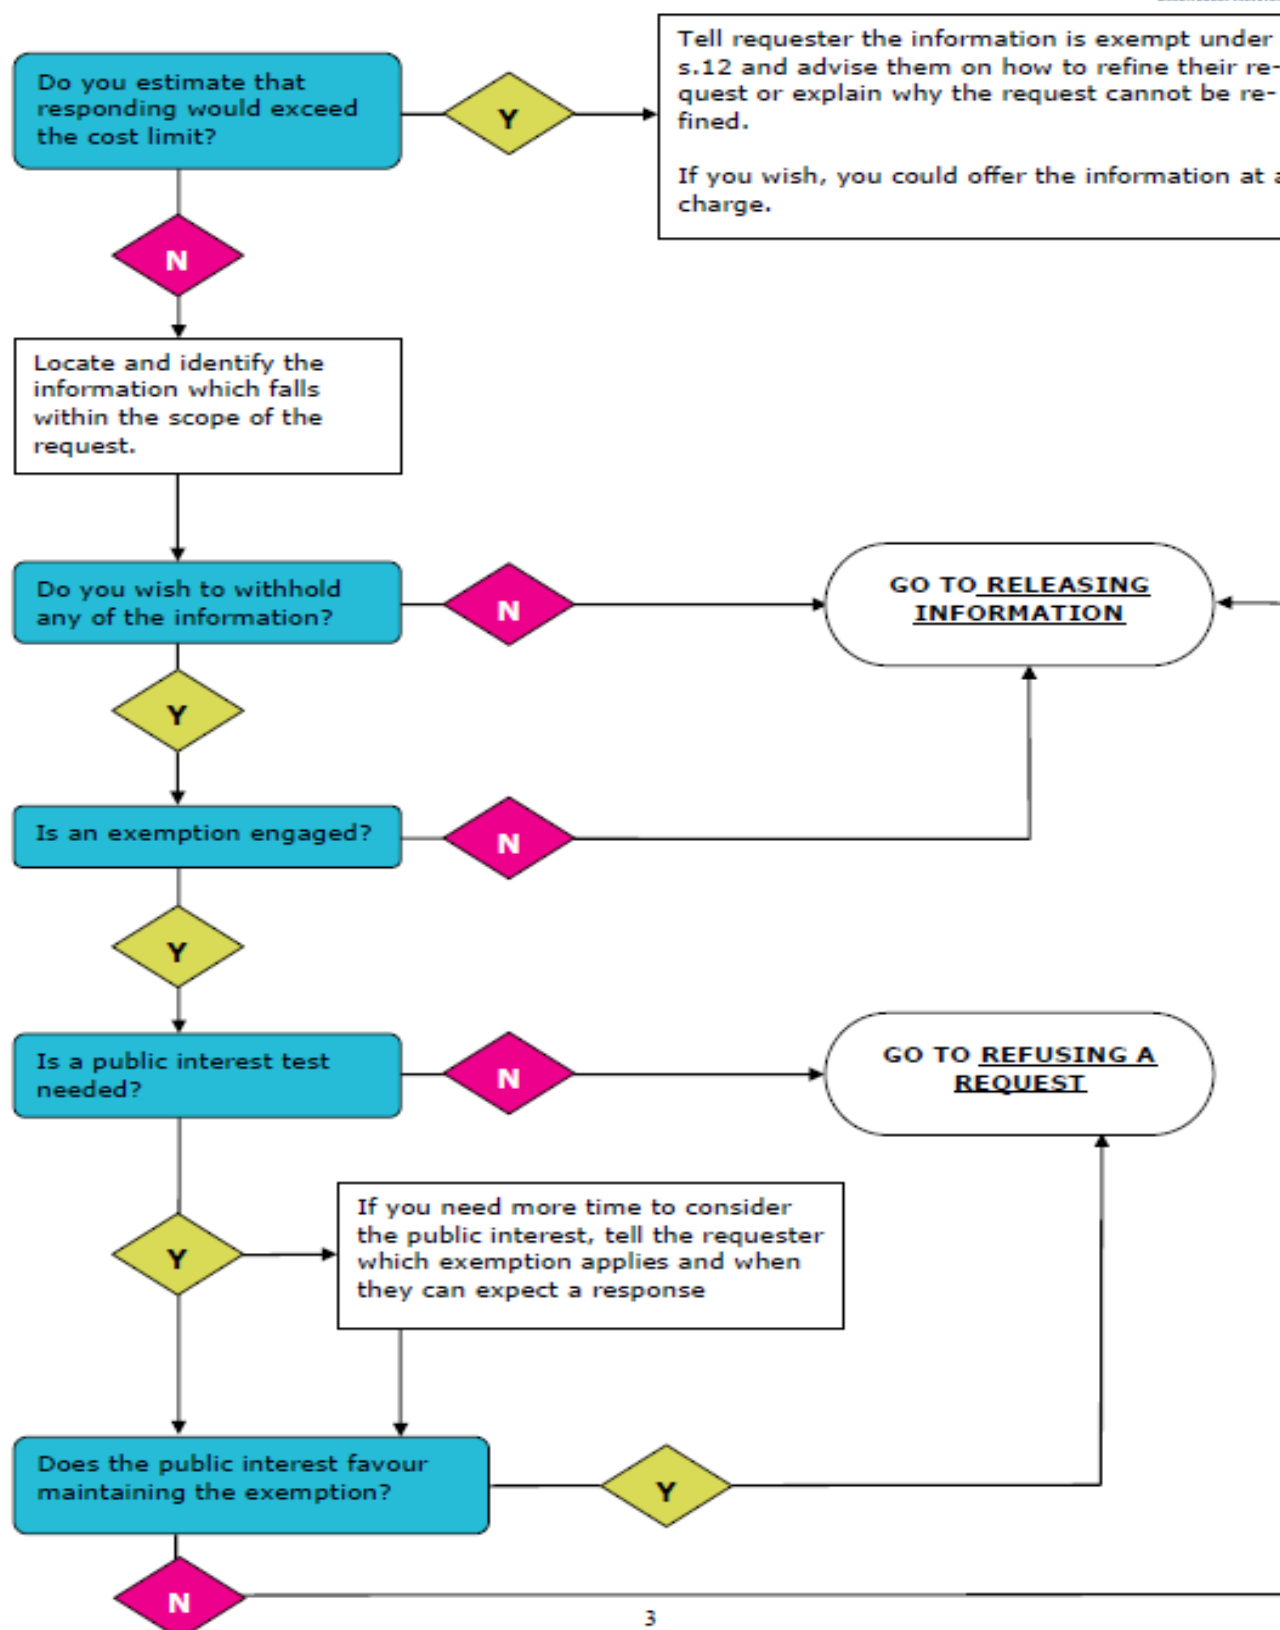 Tell requester the information is exempt under
s.12 and advise them on how to refine their re-
quest or explain why the request cannot be re-
fined.
If you wish, you could offer the information at a
charge.
Do you estimate that
responding would exceed
the cost limit?
Y
N
Locate and identify the
information which falls
within the scope of the
request.
Do you wish to withhold
any of the information?
N
GO TO RELEASING
INFORMATION
Y
Is an exemption engaged?
N
Y
Is a public interest test
needed?
N
GO TO REFUSING A
REQUEST
If you need more time to consider
the public interest, tell the requester
which exemption applies and when
they can expect a response
Y
Does the public interest favour
maintaining the exemption?
Y
N
3